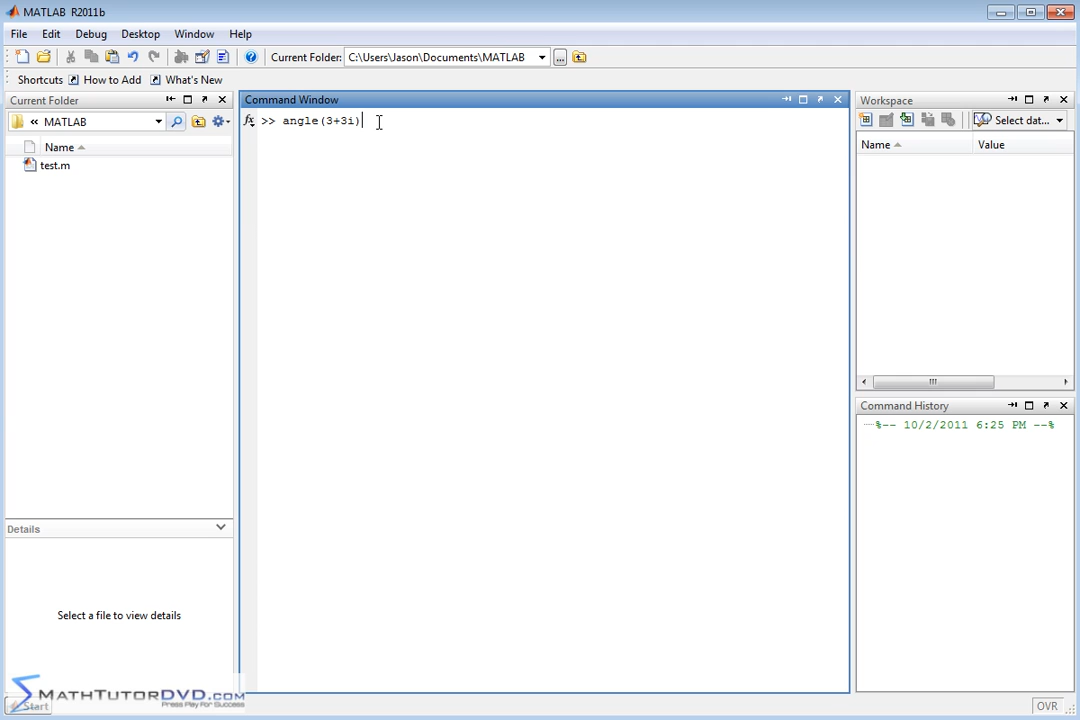 MATLAB R2011b
File Edit Debug Desktop Window Help
Current Folder: C:\Users\Jason\Documents\MATLAB ...
Shortcuts How to Add What's New
Current Folder
« MATLAB
Name
test.m
Details
Select a file to view details
Command Window
fx >> angle(3+3i)
Workspace
Select dat...
Name Value
Command History
%-- 10/2/2011 6:25 PM --%
MATHTUTORDVD.COM
Press Play For Success
Start
OVR